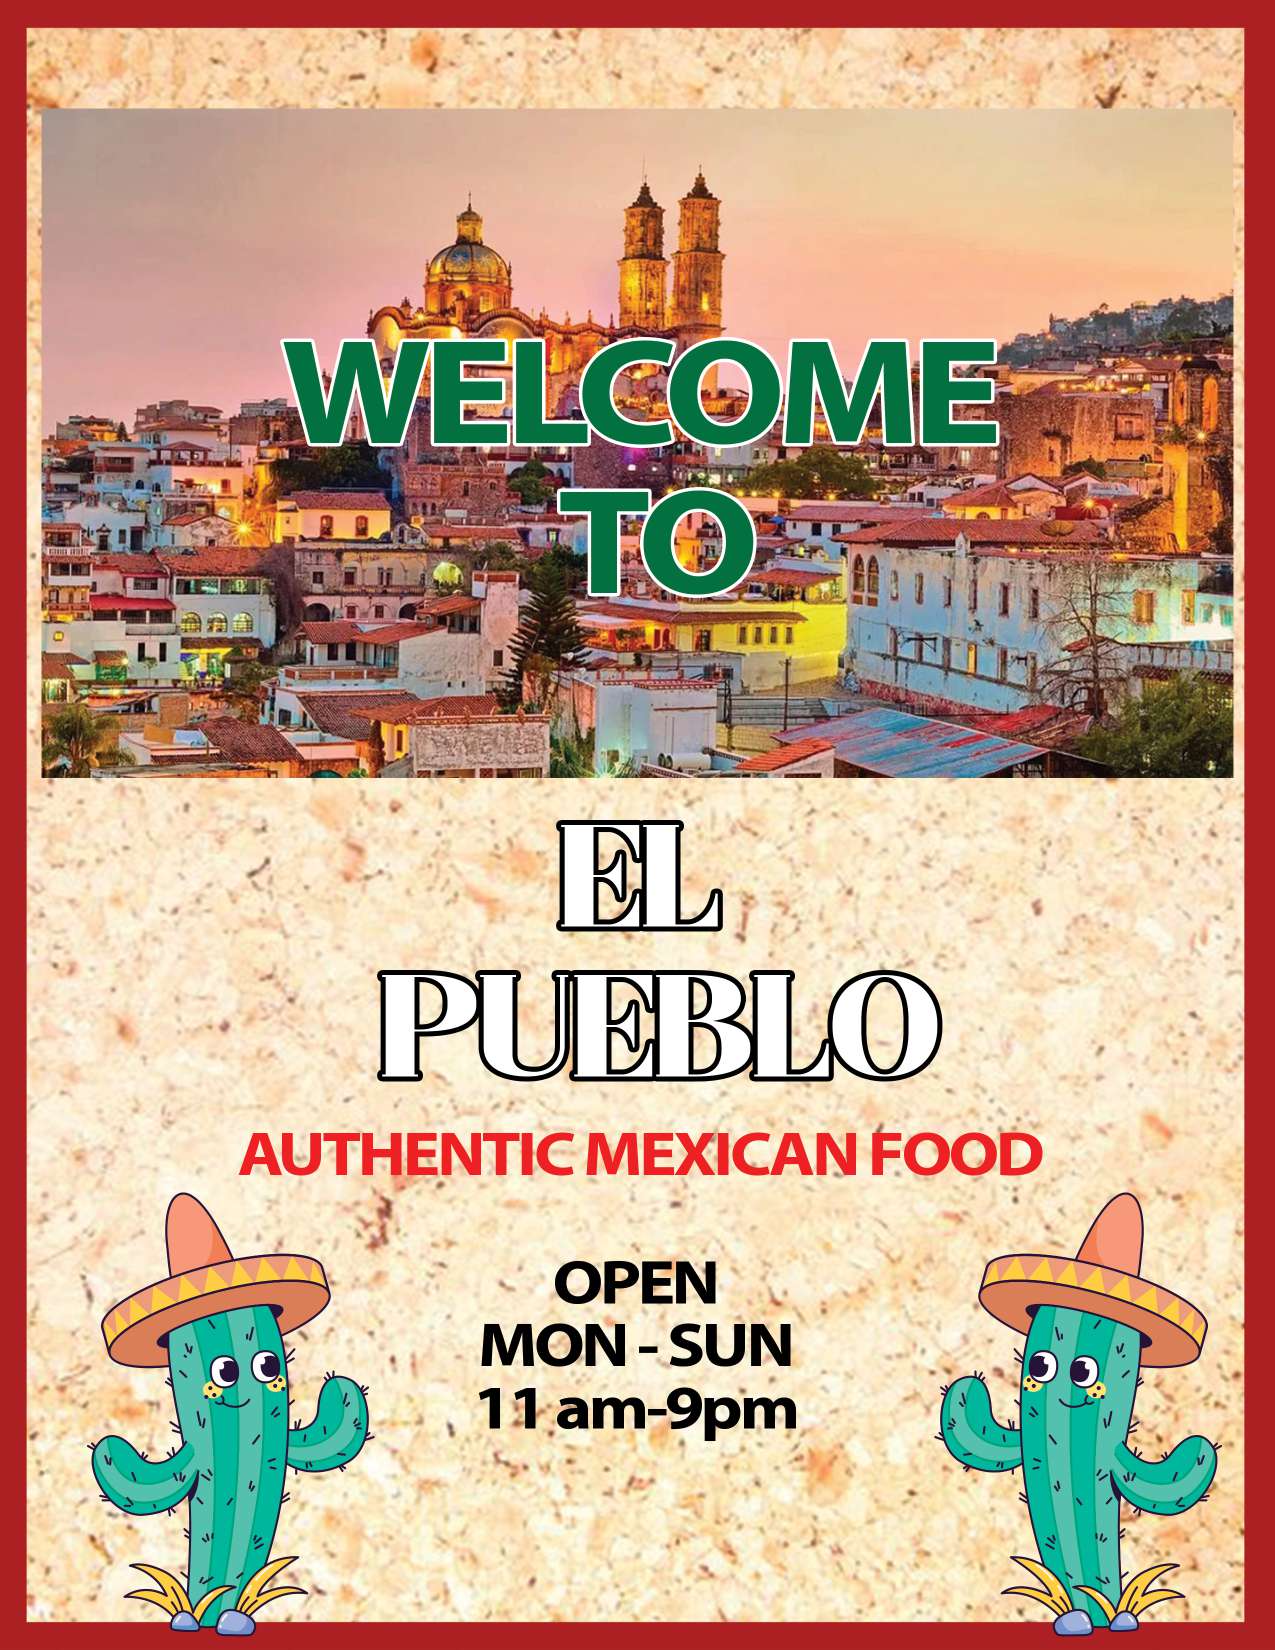 WELCOME
TO
EL
PUEBLO
AUTHENTIC MEXICAN FOOD
OPEN
MON - SUN
11 am-9pm